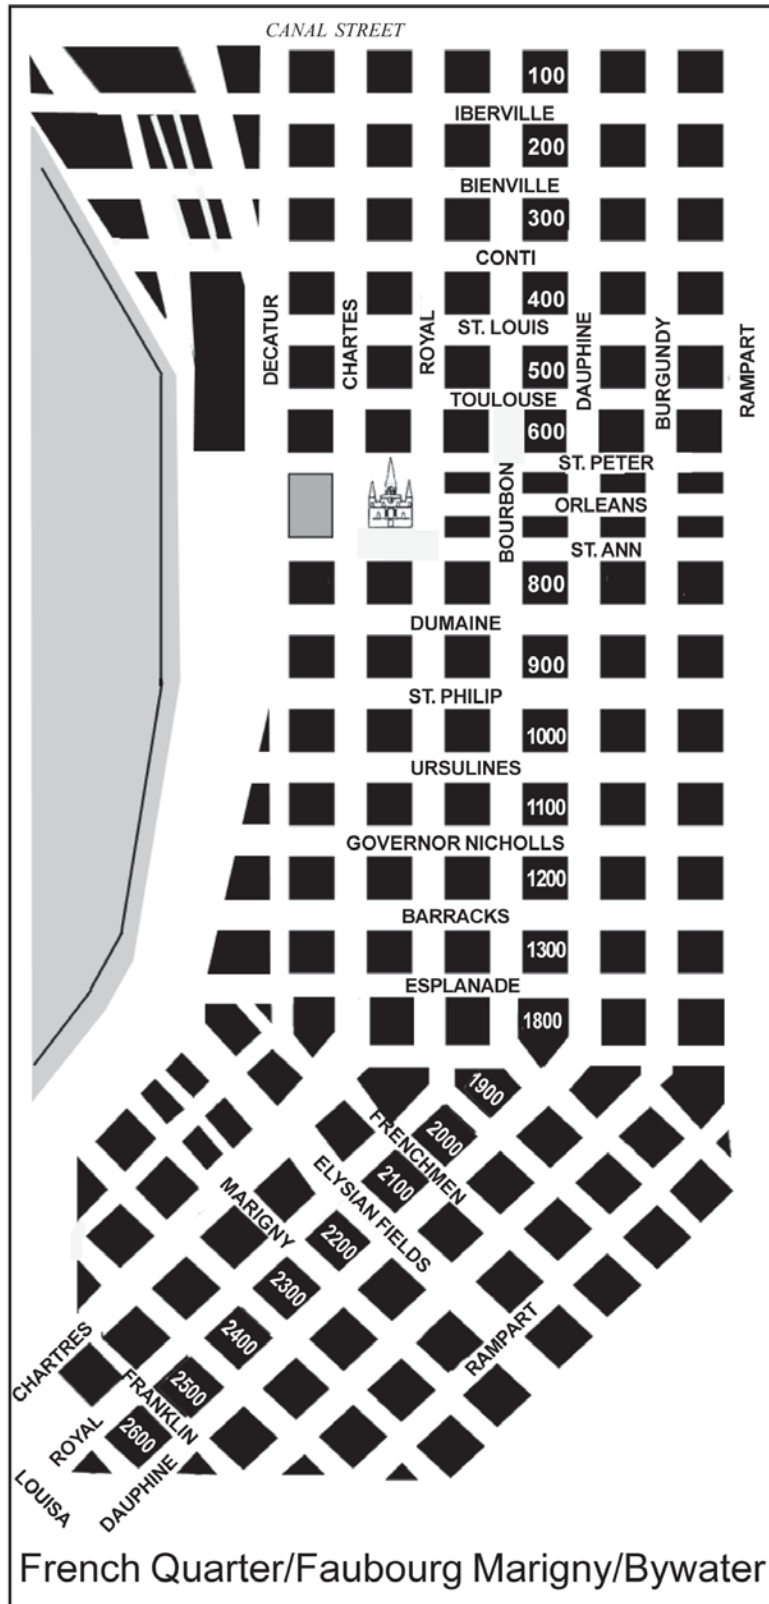 CANAL STREET
100
IBERVILLE
200
BIENVILLE
300
CONTI
400
DECATUR
CHARTES
ROYAL
ST. LOUIS
DAUPHINE
BURGUNDY
RAMPART
500
TOULOUSE
600
ST. PETER
BOURBON
ORLEANS
ST. ANN
800
DUMAINE
900
ST. PHILIP
1000
URSULINES
1100
GOVERNOR NICHOLLS
1200
BARRACKS
1300
ESPLANADE
1800
1900
FRENCHMEN
2000
ELYSIAN FIELDS
2100
MARIGNY
2200
2300
RAMPART
2400
CHARTRES
FRANKLIN
2500
ROYAL
2600
DAUPHINE
LOUISA
French Quarter/Faubourg Marigny/Bywater